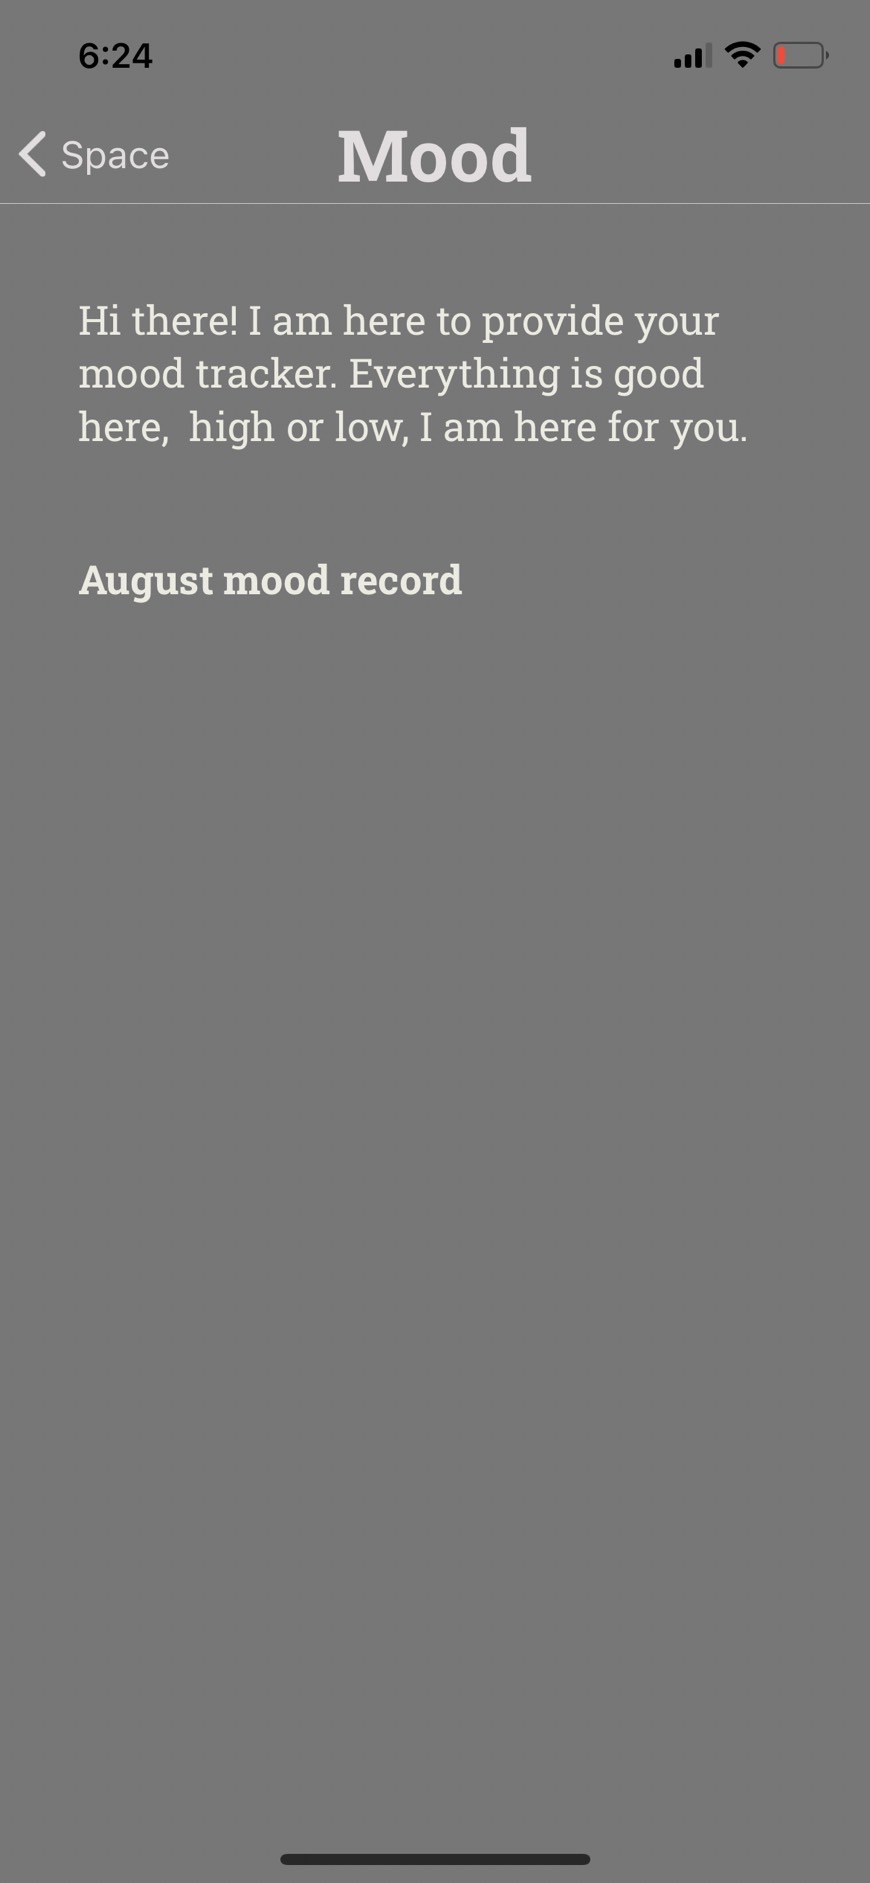 6:24
Space
Mood
Hi there! I am here to provide your
mood tracker. Everything is good
here,  high or low, I am here for you.
August mood record